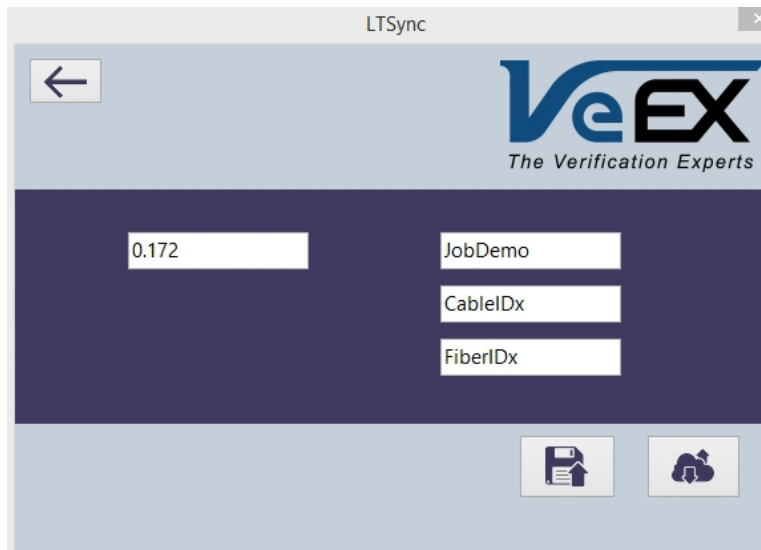 LTSync
VeEX
The Verification Experts
0.172
JobDemo
CableIDx
FiberIDx